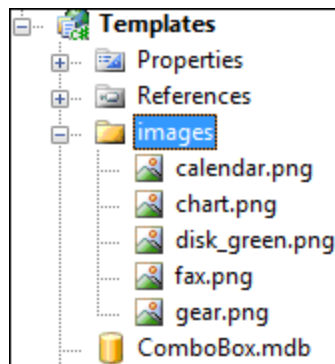 Templates
Properties
References
images
calendar.png
chart.png
disk_green.png
fax.png
gear.png
ComboBox.mdb